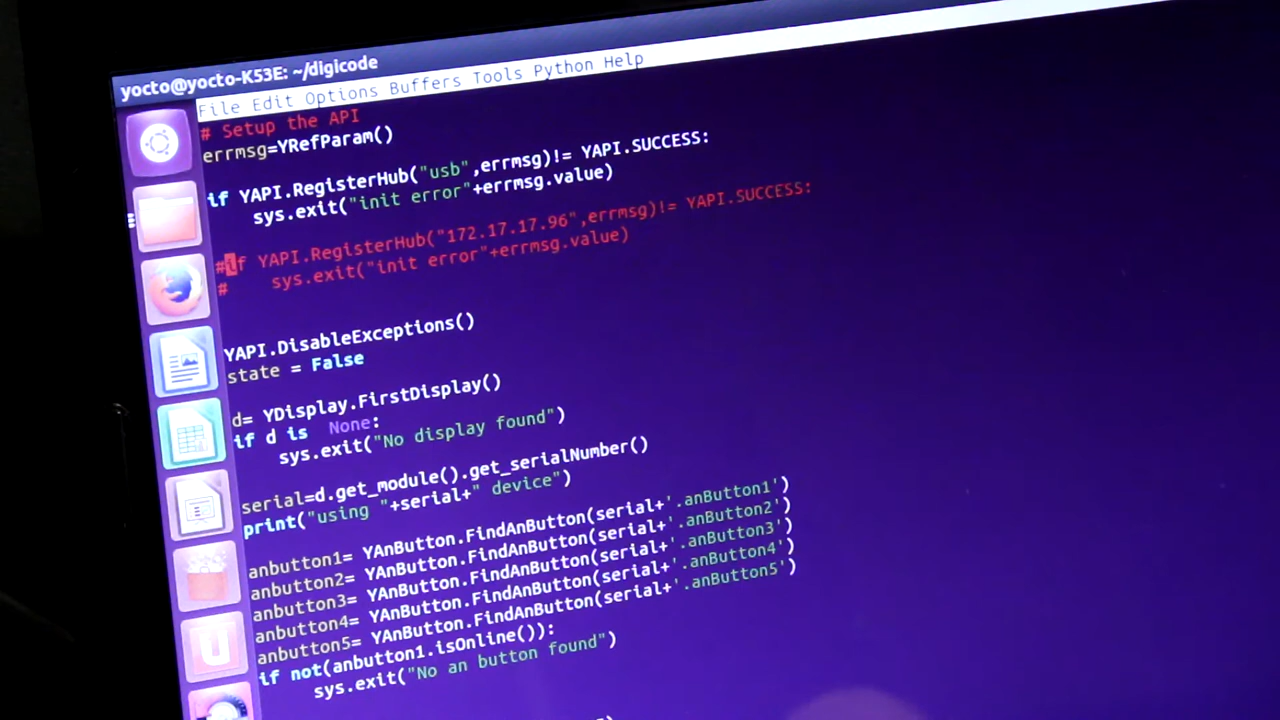 yocto@yocto-K53E: ~/digicode
File Edit Options Buffers Tools Python Help
# Setup the API
errmsg=YRefParam()
if YAPI.RegisterHub("usb",errmsg)!= YAPI.SUCCESS:
    sys.exit("init error"+errmsg.value)
#if YAPI.RegisterHub("172.17.17.96",errmsg)!= YAPI.SUCCESS:
#    sys.exit("init error"+errmsg.value)
YAPI.DisableExceptions()
state = False
d= YDisplay.FirstDisplay()
if d is  None:
    sys.exit("No display found")
serial=d.get_module().get_serialNumber()
print("using "+serial+" device")
anbutton1= YAnButton.FindAnButton(serial+'.anButton1')
anbutton2= YAnButton.FindAnButton(serial+'.anButton2')
anbutton3= YAnButton.FindAnButton(serial+'.anButton3')
anbutton4= YAnButton.FindAnButton(serial+'.anButton4')
anbutton5= YAnButton.FindAnButton(serial+'.anButton5')
if not(anbutton1.isOnline()):
    sys.exit("No an button found")